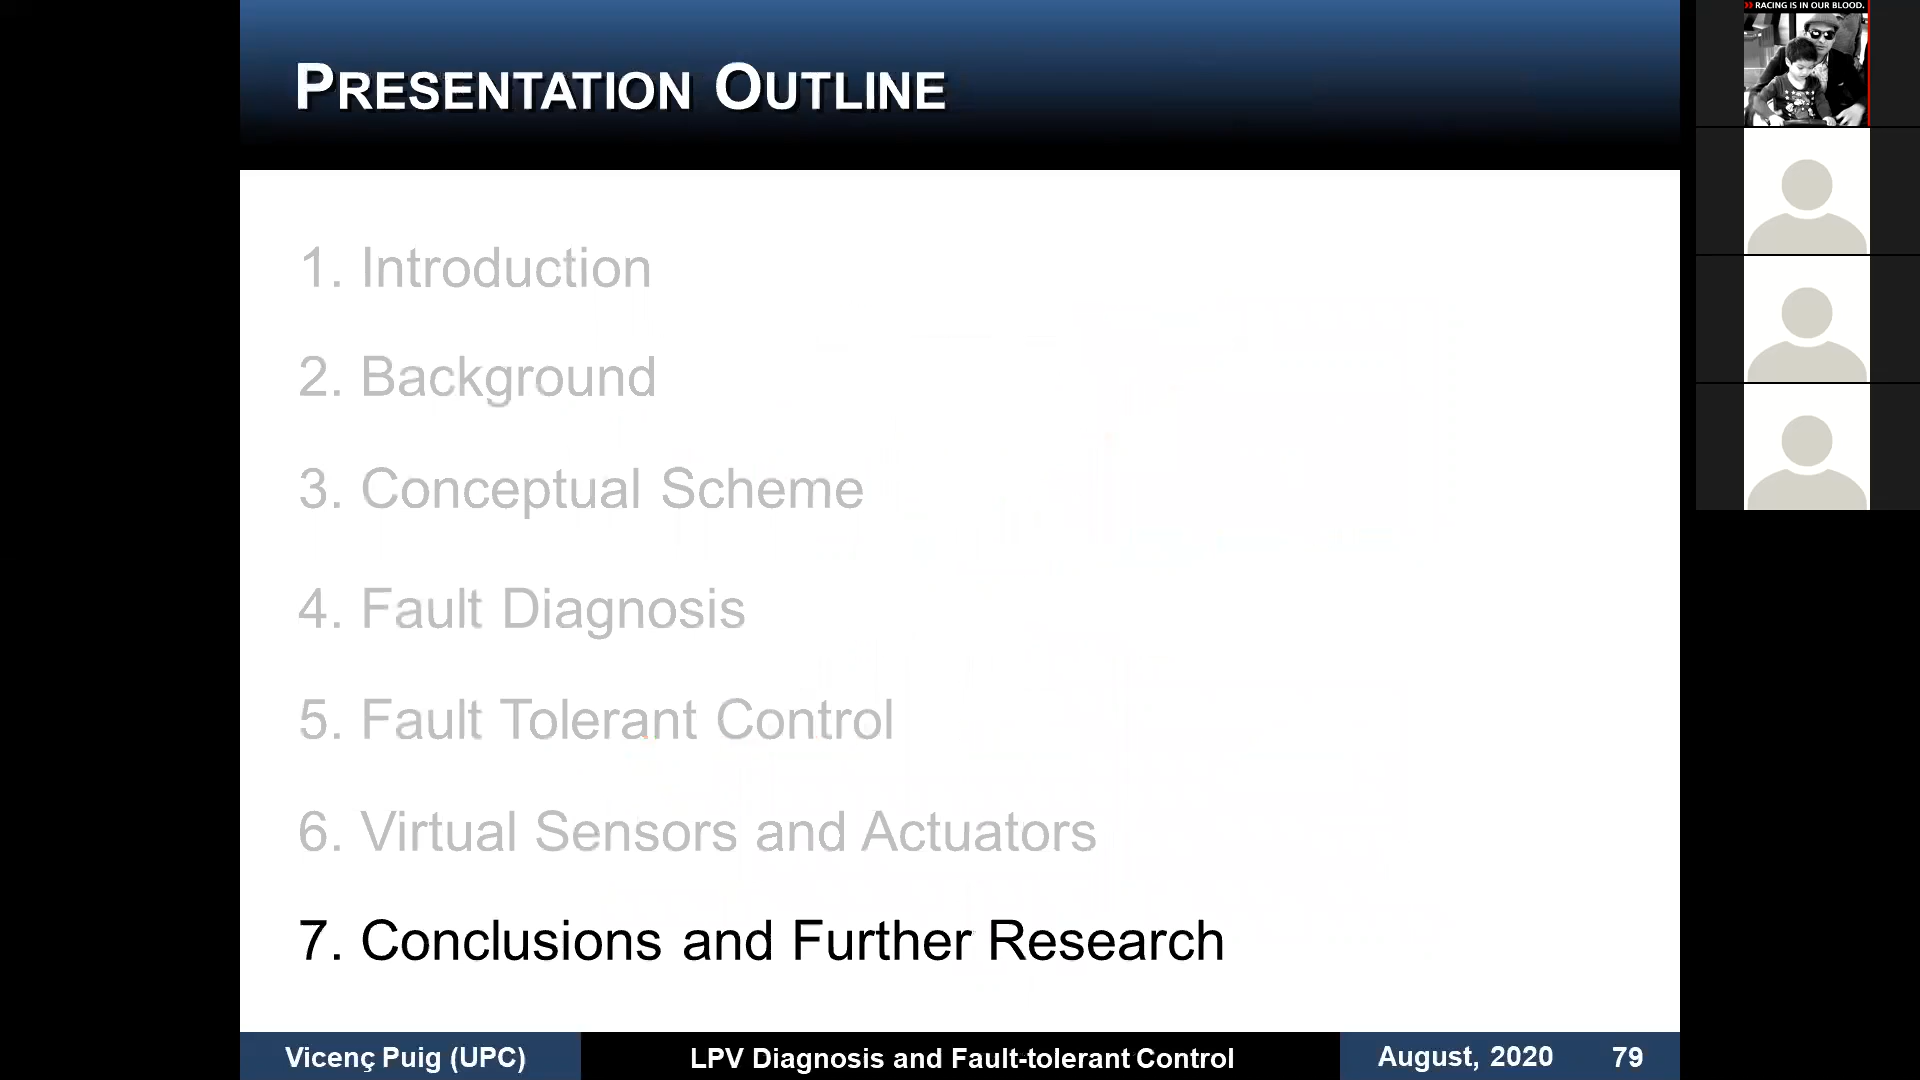 PRESENTATION OUTLINE
1. Introduction
2. Background
3. Conceptual Scheme
4. Fault Diagnosis
5. Fault Tolerant Control
6. Virtual Sensors and Actuators
7. Conclusions and Further Research
Vicenç Puig (UPC) LPV Diagnosis and Fault-tolerant Control August, 2020 79
RACING IS IN OUR BLOOD.